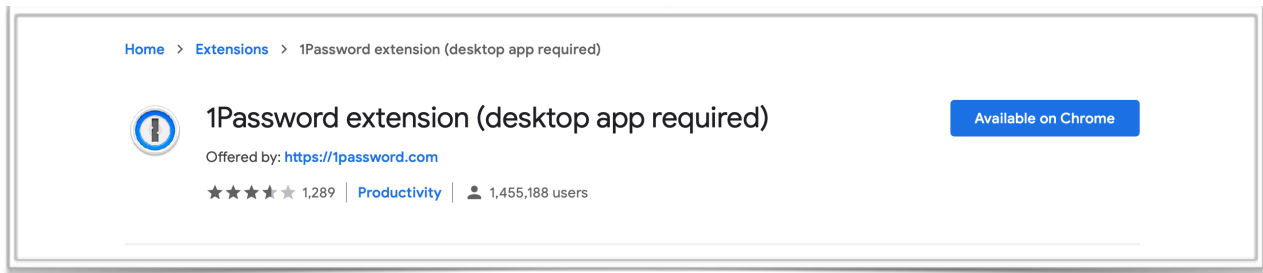 Home > Extensions > 1Password extension (desktop app required)
1Password extension (desktop app required)
Available on Chrome
Offered by: https://1password.com
1,289 | Productivity | 1,455,188 users